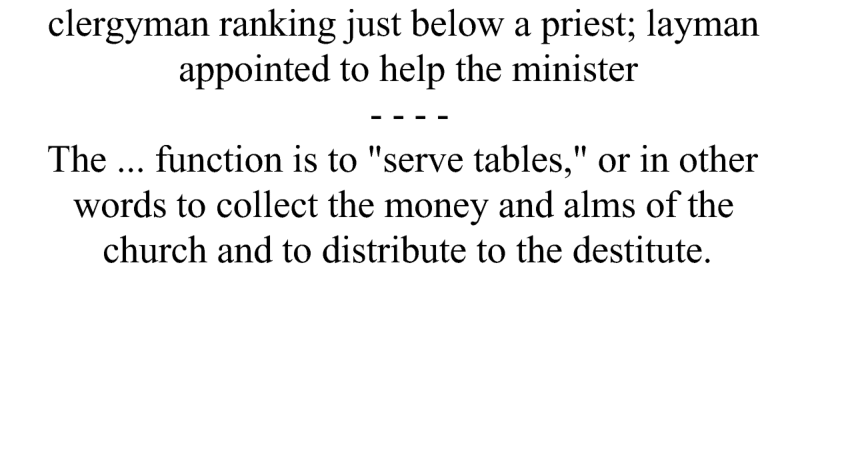 clergyman ranking just below a priest; layman
appointed to help the minister
- - - -
The ... function is to "serve tables," or in other
words to collect the money and alms of the
church and to distribute to the destitute.